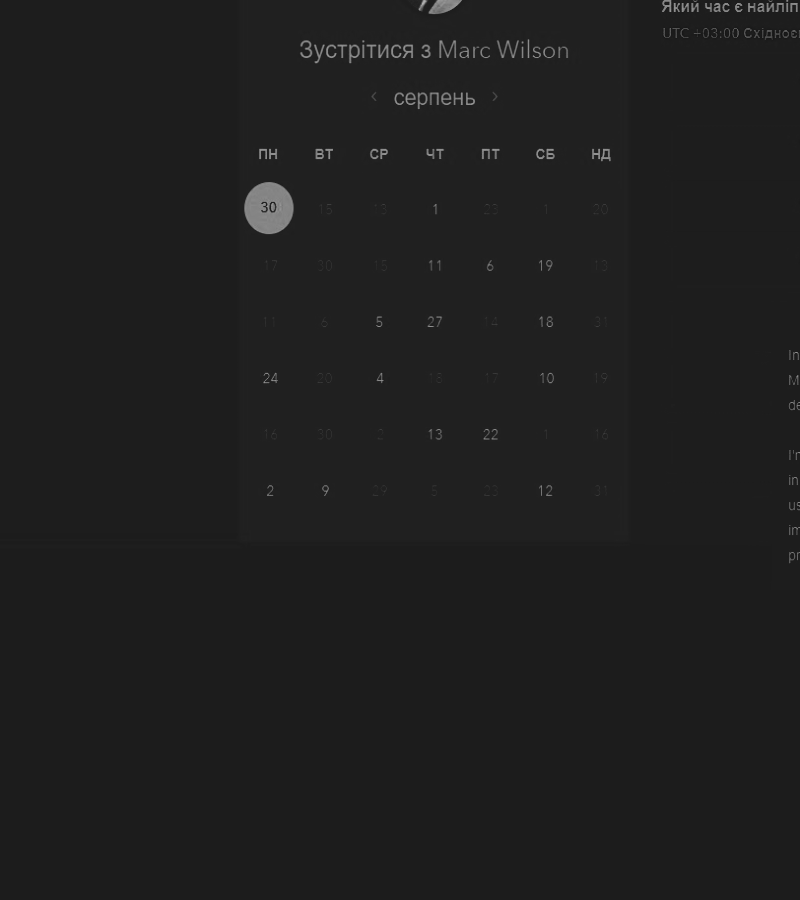 Який час є найліп
UTC +03:00
Зустрітися з Marc Wilson
серпень
ПН ВТ СР ЧТ ПТ СБ НД
30 15 13 1 23 1 20
17 30 15 11 6 19 13
11 6 5 27 14 18 31
24 20 4 18 17 10 19
16 30 2 13 22 1 16
2 9 29 5 23 12 31
In
M
de
I'm
in
us
im
pr